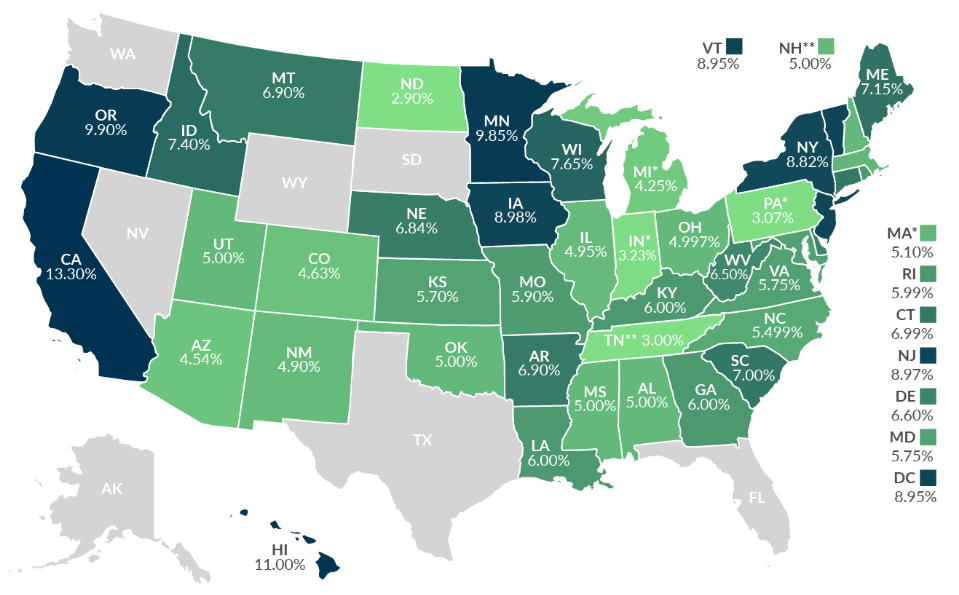 WA
VT
8.95%
NH**
5.00%
MT
6.90%
ND
2.90%
ME
7.15%
OR
9.90%
ID
7.40%
MN
9.85%
WI
7.65%
NY
8.82%
SD
MI*
4.25%
WY
PA*
3.07%
NE
6.84%
IA
8.98%
NV
UT
5.00%
CO
4.63%
IL
4.95%
IN*
3.23%
OH
4.997%
MA*
5.10%
CA
13.30%
WV
6.50%
VA
5.75%
RI
5.99%
KS
5.70%
MO
5.90%
KY
6.00%
CT
6.99%
NC
5.499%
AZ
4.54%
NM
4.90%
OK
5.00%
TN** 3.00%
AR
6.90%
SC
7.00%
NJ
8.97%
MS
5.00%
AL
5.00%
GA
6.00%
DE
6.60%
TX
LA
6.00%
MD
5.75%
AK
FL
DC
8.95%
HI
11.00%